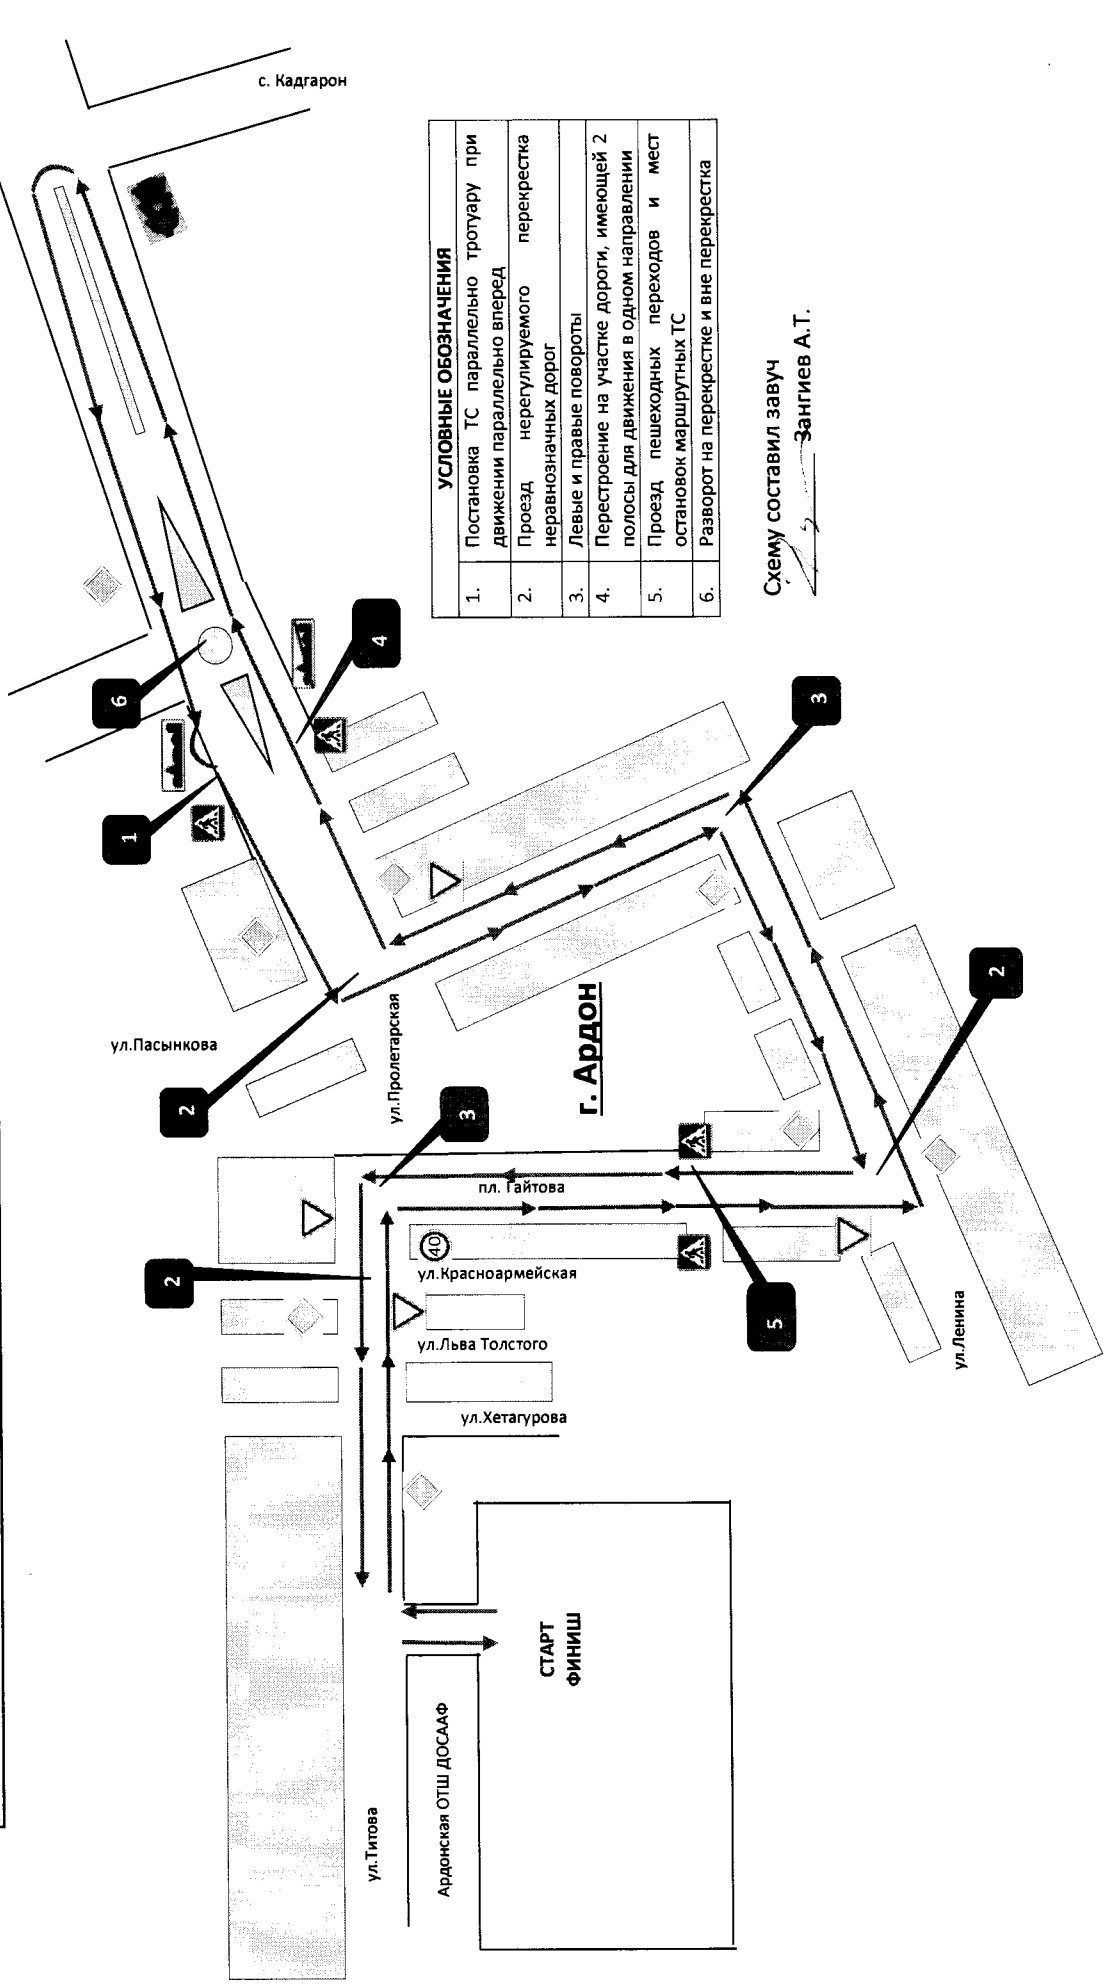 с. Кадгарон
УСЛОВНЫЕ ОБОЗНАЧЕНИЯ
1. Постановка ТС параллельно тротуару при
движении параллельно вперед
2. Проезд нерегулируемого перекрестка
неравнозначных дорог
3. Левые и правые повороты
4. Перестроение на участке дороги, имеющей 2
полосы для движения в одном направлении
5. Проезд пешеходных переходов и мест
остановок маршрутных ТС
6. Разворот на перекрестке и вне перекрестка
Схему составил завуч
Зангиев А.Т.
6
4
1
3
2
ул.Пасынкова
ул.Пролетарская
г. Ардон
2
2
3
пл. Гайтова
40
2
5
ул.Красноармейская
ул.Льва Толстого
ул.Хетагурова
ул.Ленина
СТАРТ
ФИНИШ
ул.Титова
Ардонская ОТШ ДОСААФ